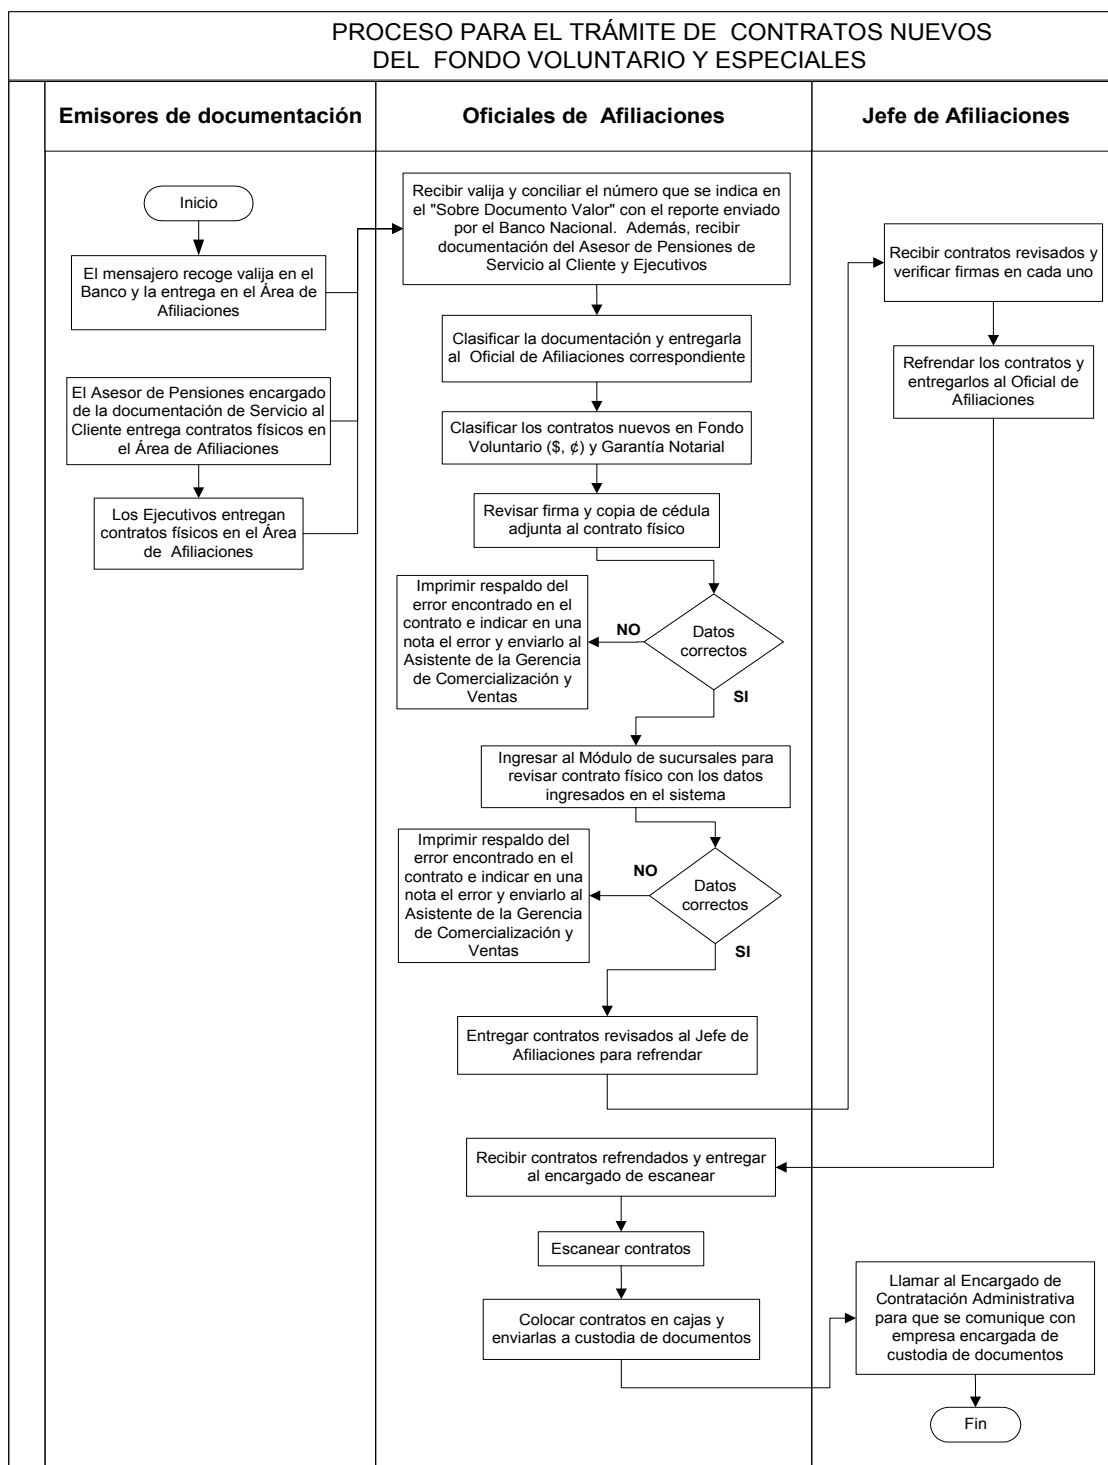 PROCESO PARA EL TRÁMITE DE CONTRATOS NUEVOS
DEL FONDO VOLUNTARIO Y ESPECIALES
Emisores de documentación
Oficiales de Afiliaciones
Jefe de Afiliaciones
Inicio
El mensajero recoge valija en el
Banco y la entrega en el Área de
Afiliaciones
El Asesor de Pensiones encargado
de la documentación de Servicio al
Cliente entrega contratos físicos en
el Área de Afiliaciones
Los Ejecutivos entregan
contratos físicos en el Área
de Afiliaciones
Recibir valija y conciliar el número que se indica en
el "Sobre Documento Valor" con el reporte enviado
por el Banco Nacional. Además, recibir
documentación del Asesor de Pensiones de
Servicio al Cliente y Ejecutivos
Clasificar la documentación y entregarla
al Oficial de Afiliaciones correspondiente
Clasificar los contratos nuevos en Fondo
Voluntario ($, ¢) y Garantía Notarial
Revisar firma y copia de cédula
adjunta al contrato físico
Datos
correctos
NO
SI
Imprimir respaldo del
error encontrado en el
contrato e indicar en una
nota el error y enviarlo al
Asistente de la Gerencia
de Comercialización y
Ventas
Ingresar al Módulo de sucursales para
revisar contrato físico con los datos
ingresados en el sistema
Datos
correctos
NO
SI
Imprimir respaldo del
error encontrado en el
contrato e indicar en una
nota el error y enviarlo al
Asistente de la Gerencia
de Comercialización y
Ventas
Entregar contratos revisados al Jefe de
Afiliaciones para refrendar
Recibir contratos revisados y
verificar firmas en cada uno
Refrendar los contratos y
entregarlos al Oficial de
Afiliaciones
Recibir contratos refrendados y entregar
al encargado de escanear
Escanear contratos
Colocar contratos en cajas y
enviarlas a custodia de documentos
Llamar al Encargado de
Contratación Administrativa
para que se comunique con
empresa encargada de
custodia de documentos
Fin